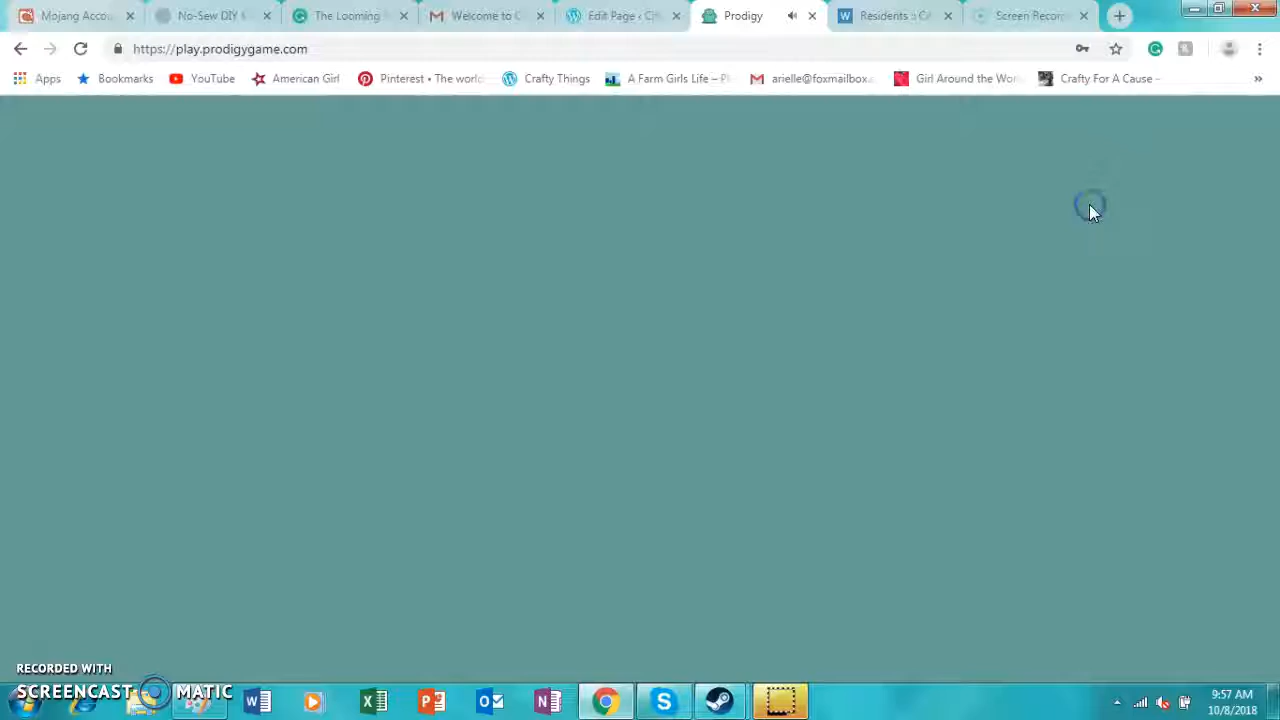 Mojang Acco No-Sew DIY The Looming Welcome to C Edit Page ‹ Cr Prodigy Residents :: CA Screen Recor
https://play.prodigygame.com
Apps Bookmarks YouTube American Girl Pinterest • The world Crafty Things A Farm Girls Life – arielle@foxmailbox. Girl Around the Wor Crafty For A Cause – »
RECORDED WITH
SCREENCAST MATIC
9:57 AM
10/8/2018